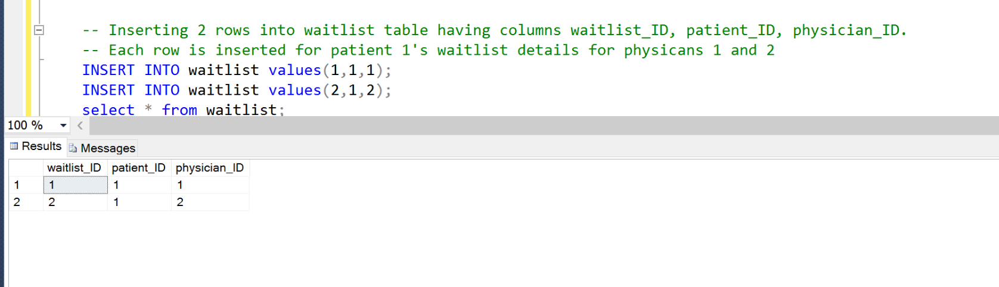 -- Inserting 2 rows into waitlist table having columns waitlist_ID, patient_ID, physician_ID.
-- Each row is inserted for patient 1's waitlist details for physicans 1 and 2
INSERT INTO waitlist values(1,1,1);
INSERT INTO waitlist values(2,1,2);
select * from waitlist;
100 %
Results Messages
waitlist_ID patient_ID physician_ID
1 1 1 1
2 2 1 2